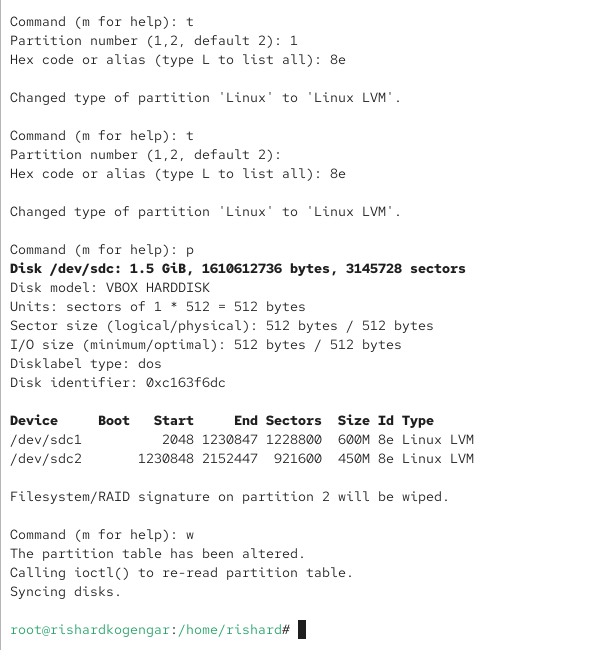 Command (m for help): t
Partition number (1,2, default 2): 1
Hex code or alias (type L to list all): 8e
Changed type of partition 'Linux' to 'Linux LVM'.
Command (m for help): t
Partition number (1,2, default 2):
Hex code or alias (type L to list all): 8e
Changed type of partition 'Linux' to 'Linux LVM'.
Command (m for help): p
Disk /dev/sdc: 1.5 GiB, 1610612736 bytes, 3145728 sectors
Disk model: VBOX HARDDISK
Units: sectors of 1 * 512 = 512 bytes
Sector size (logical/physical): 512 bytes / 512 bytes
I/O size (minimum/optimal): 512 bytes / 512 bytes
Disklabel type: dos
Disk identifier: 0xc163f6dc
Device     Boot   Start     End Sectors  Size Id Type
/dev/sdc1          2048 1230847 1228800  600M 8e Linux LVM
/dev/sdc2       1230848 2152447  921600  450M 8e Linux LVM
Filesystem/RAID signature on partition 2 will be wiped.
Command (m for help): w
The partition table has been altered.
Calling ioctl() to re-read partition table.
Syncing disks.
root@rishardkogengar:/home/rishard#